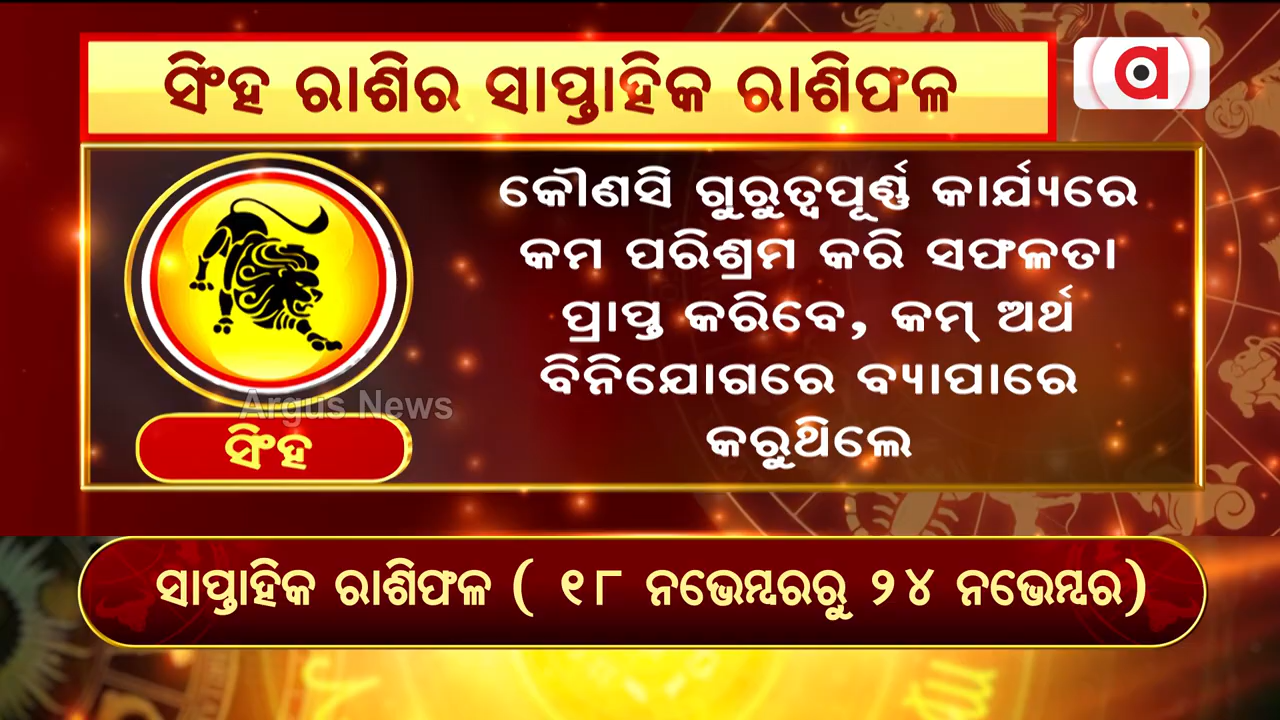 ସିଂହ ରାଶିର ସାପ୍ତାହିକ ରାଶିଫଳ
a
କୌଣସି ଗୁରୁତ୍ୱପୂର୍ଣ୍ଣ କାର୍ଯ୍ୟରେ
କମ ପରିଶ୍ରମ କରି ସଫଳତା
ପ୍ରାପ୍ତ କରିବେ, କମ୍ ଅର୍ଥ
ବିନିଯୋଗରେ ବ୍ୟାପାରେ
କରୁଥିଲେ
Argus News
ସିଂହ
ସାପ୍ତାହିକ ରାଶିଫଳ ( ୧୮ ନଭେମ୍ବରରୁ ୨୪ ନଭେମ୍ବର)